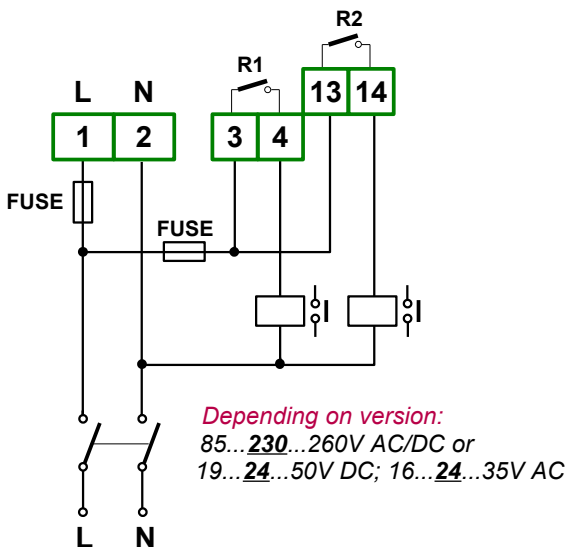 R2
R1
L N
13 14
1 2
3 4
FUSE
FUSE
I I
Depending on version:
85...230...260V AC/DC or
19...24...50V DC; 16...24...35V AC
L N